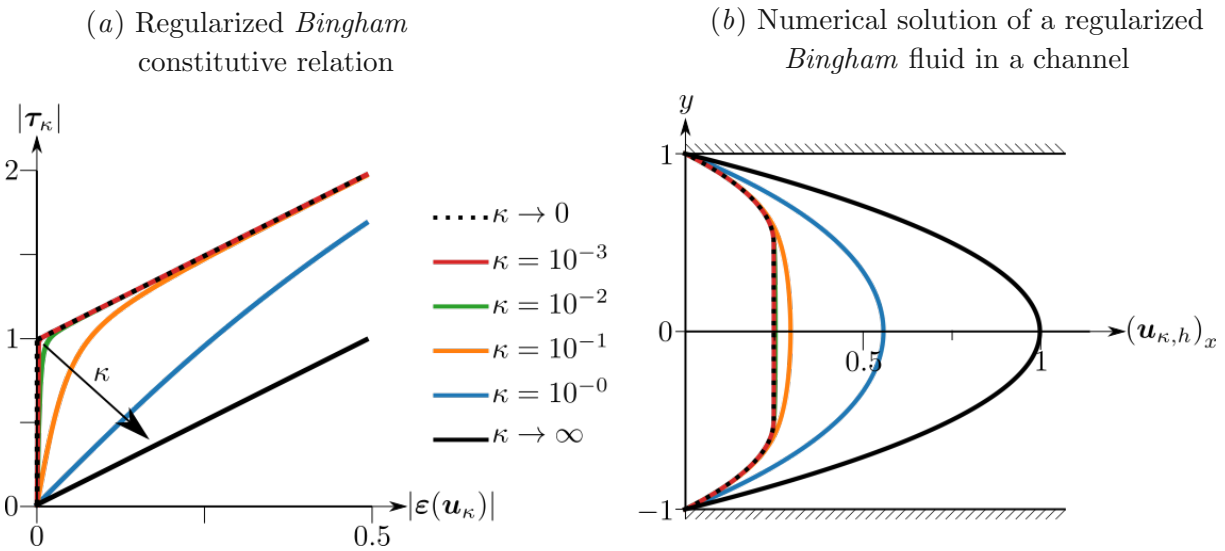 (a) Regularized Bingham
constitutive relation
|τκ|
2
1
0
0
0.5
|ε(uκ)|
κ
κ → 0
κ = 10⁻³
κ = 10⁻²
κ = 10⁻¹
κ = 10⁻⁰
κ → ∞
(b) Numerical solution of a regularized
Bingham fluid in a channel
y
1
0
−1
0.5
1
(uκ,h)x